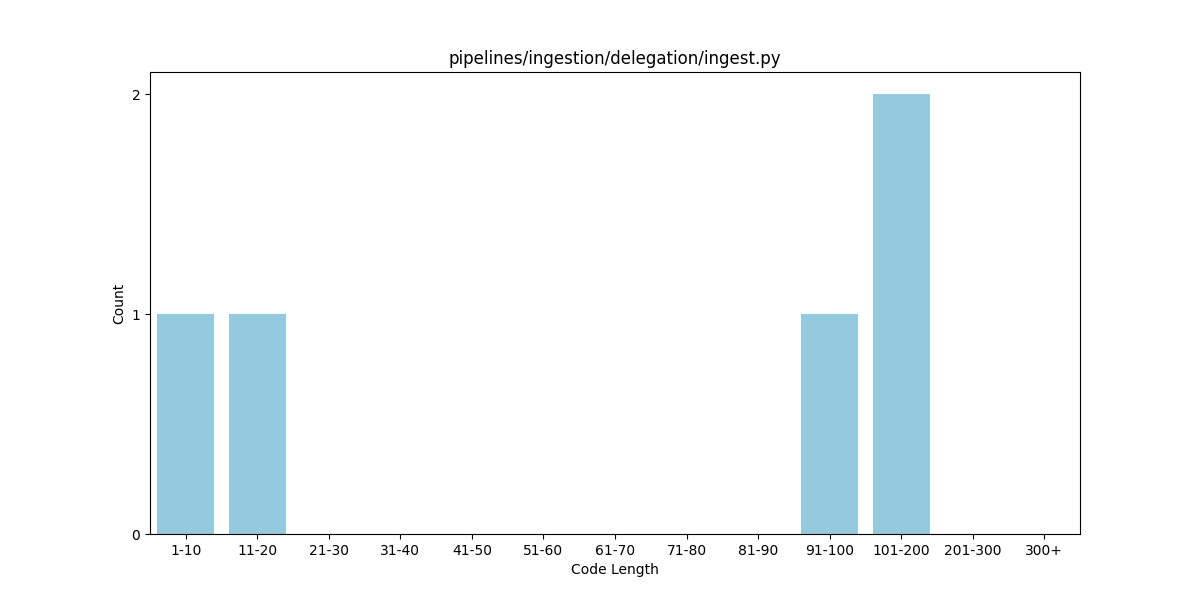 pipelines/ingestion/delegation/ingest.py
2
1
0
Count
1-10 11-20 21-30 31-40 41-50 51-60 61-70 71-80 81-90 91-100 101-200 201-300 300+
Code Length